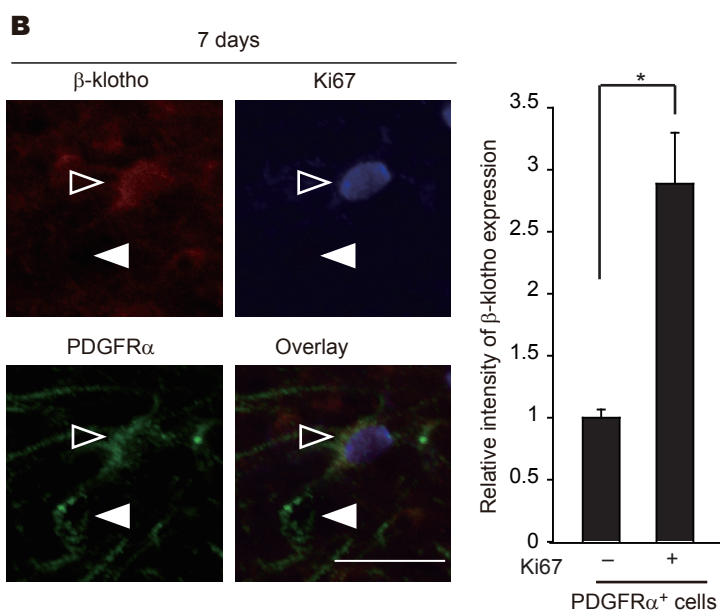 B
7 days
β-klotho
Ki67
PDGFRα
Overlay
Relative intensity of β-klotho expression
*
3.5
3
2.5
2
1.5
1
0.5
0
Ki67 – +
PDGFRα+ cells